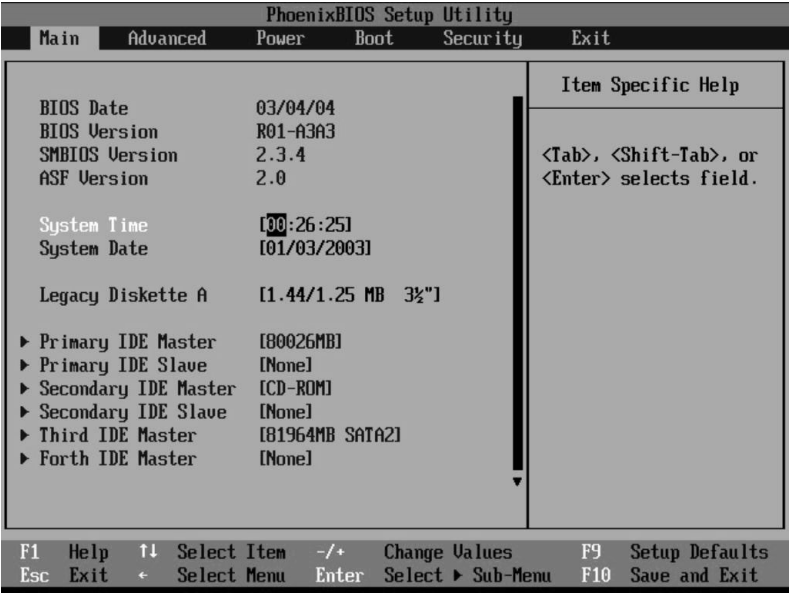 PhoenixBIOS Setup Utility
Main Advanced Power Boot Security Exit
Item Specific Help
BIOS Date 03/04/04
BIOS Version R01-A3A3
SMBIOS Version 2.3.4
ASF Version 2.0
<Tab>, <Shift-Tab>, or
<Enter> selects field.
System Time [00:26:25]
System Date [01/03/2003]
Legacy Diskette A [1.44/1.25 MB 3½"]
▶ Primary IDE Master [80026MB]
▶ Primary IDE Slave [None]
▶ Secondary IDE Master [CD-ROM]
▶ Secondary IDE Slave [None]
▶ Third IDE Master [81964MB SATA2]
▶ Forth IDE Master [None]
F1 Help ↑↓ Select Item -/+ Change Values F9 Setup Defaults
Esc Exit ← Select Menu Enter Select ▶ Sub-Menu F10 Save and Exit